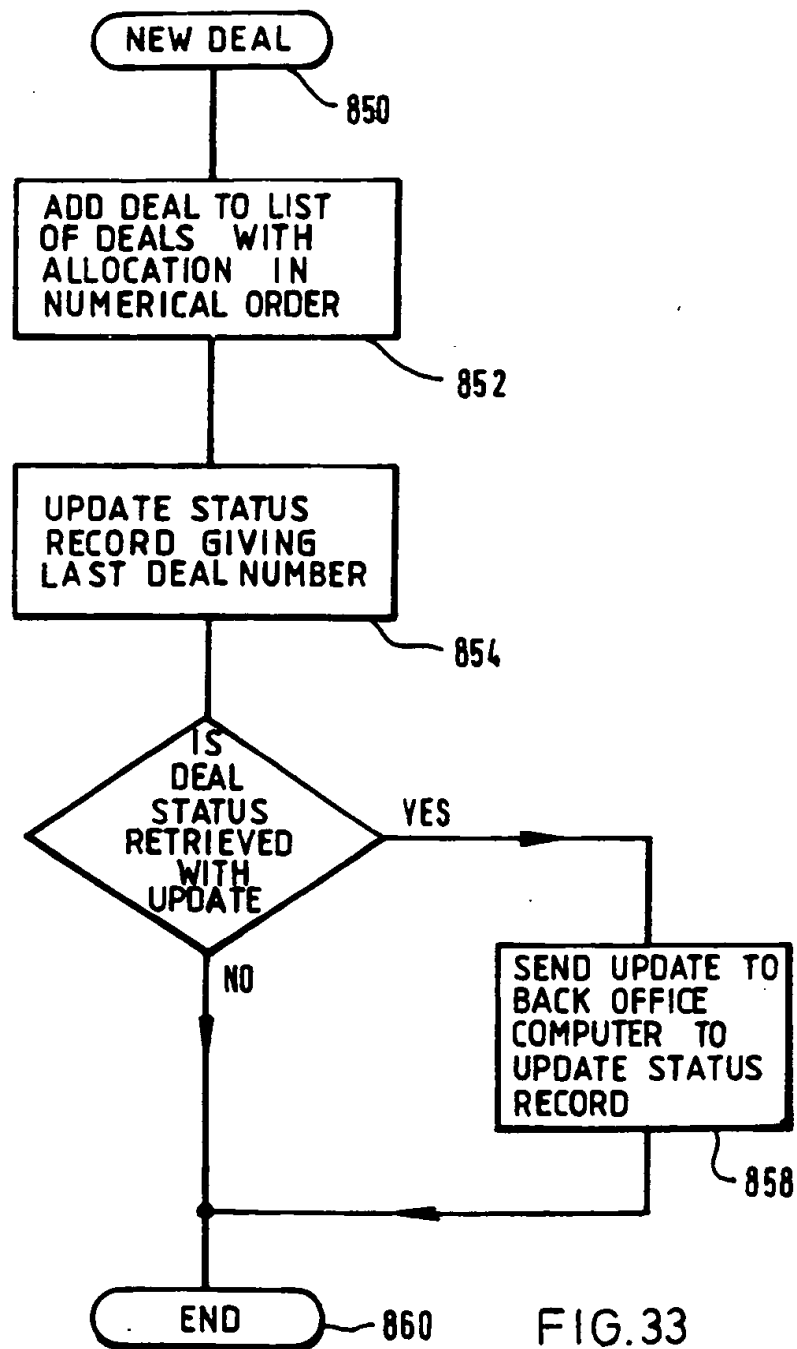 NEW DEAL
850
ADD DEAL TO LIST
OF DEALS WITH
ALLOCATION IN
NUMERICAL ORDER
852
UPDATE STATUS
RECORD GIVING
LAST DEAL NUMBER
854
IS
DEAL
STATUS
RETRIEVED
WITH
UPDATE
YES
NO
SEND UPDATE TO
BACK OFFICE
COMPUTER TO
UPDATE STATUS
RECORD
858
END
860
FIG.33